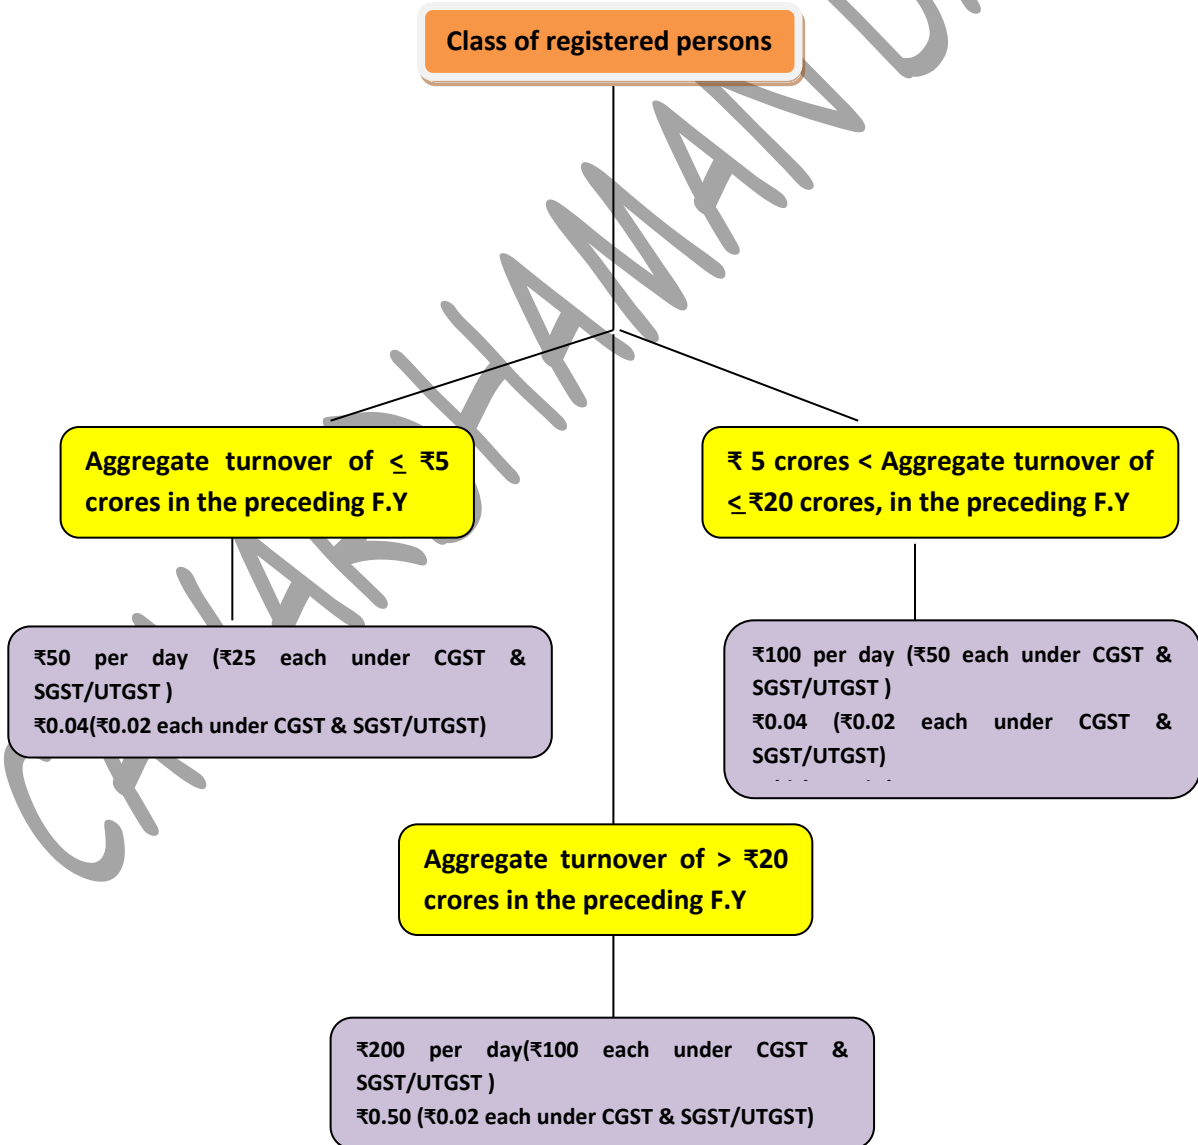 Class of registered persons
Aggregate turnover of ≤ ₹5
crores in the preceding F.Y
₹ 5 crores < Aggregate turnover of
≤ ₹20 crores, in the preceding F.Y
₹50 per day (₹25 each under CGST &
SGST/UTGST )
₹0.04(₹0.02 each under CGST & SGST/UTGST)
₹100 per day (₹50 each under CGST &
SGST/UTGST )
₹0.04 (₹0.02 each under CGST &
SGST/UTGST)
Aggregate turnover of > ₹20
crores in the preceding F.Y
₹200 per day(₹100 each under CGST &
SGST/UTGST )
₹0.50 (₹0.02 each under CGST & SGST/UTGST)
CA VARDHAMAN D